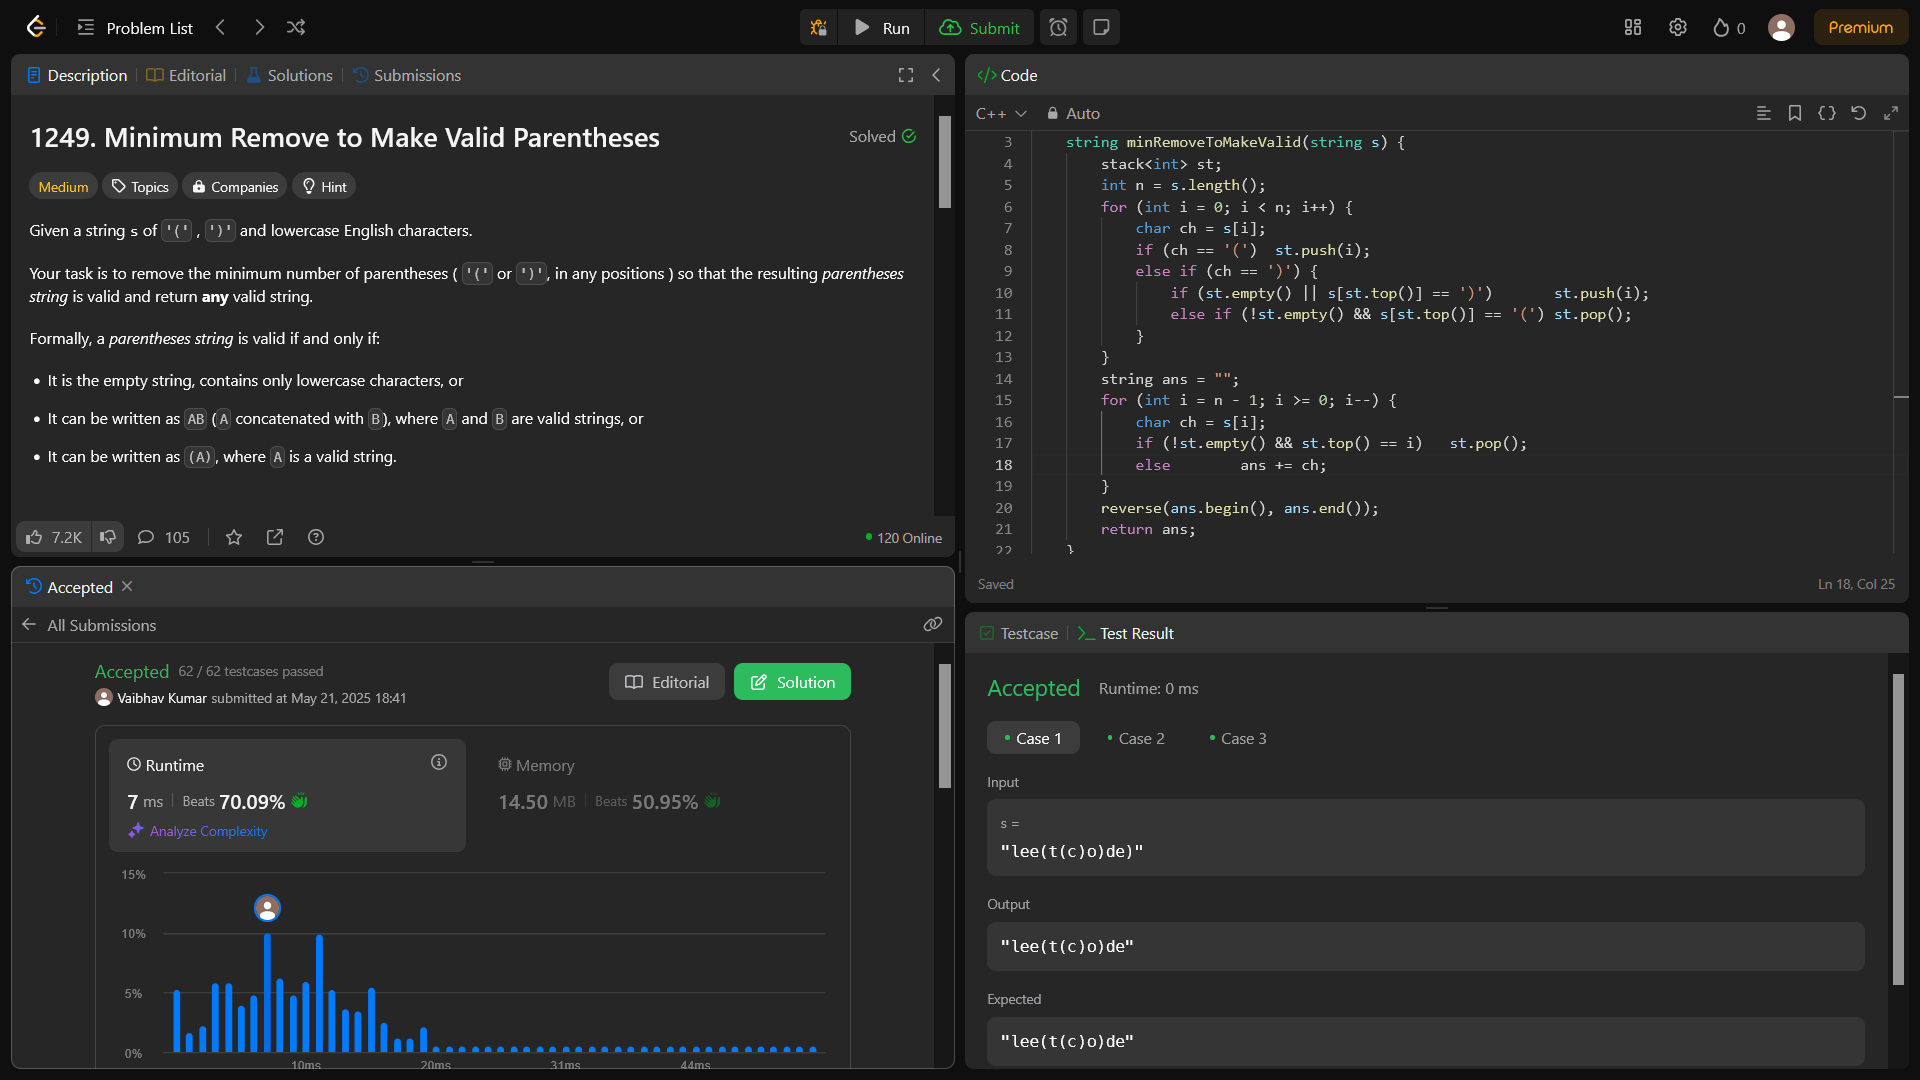 Problem List
Run
Submit
0
Premium
Description
Editorial
Solutions
Submissions
1249. Minimum Remove to Make Valid Parentheses
Solved
Medium
Topics
Companies
Hint
Given a string s of '(' , ')' and lowercase English characters.
Your task is to remove the minimum number of parentheses ( '(' or ')', in any positions ) so that the resulting parentheses
string is valid and return any valid string.
Formally, a parentheses string is valid if and only if:
• It is the empty string, contains only lowercase characters, or
• It can be written as AB (A concatenated with B), where A and B are valid strings, or
• It can be written as (A), where A is a valid string.
7.2K
105
120 Online
Accepted
All Submissions
Accepted 62 / 62 testcases passed
Vaibhav Kumar submitted at May 21, 2025 18:41
Editorial
Solution
Runtime
7 ms Beats 70.09%
Analyze Complexity
Memory
14.50 MB Beats 50.95%
15%
10%
5%
0%
10ms 20ms 31ms 44ms
</> Code
C++
Auto
3 string minRemoveToMakeValid(string s) {
4 stack<int> st;
5 int n = s.length();
6 for (int i = 0; i < n; i++) {
7 char ch = s[i];
8 if (ch == '(')  st.push(i);
9 else if (ch == ')') {
10 if (st.empty() || s[st.top()] == ')')       st.push(i);
11 else if (!st.empty() && s[st.top()] == '(') st.pop();
12 }
13 }
14 string ans = "";
15 for (int i = n - 1; i >= 0; i--) {
16 char ch = s[i];
17 if (!st.empty() && st.top() == i)   st.pop();
18 else        ans += ch;
19 }
20 reverse(ans.begin(), ans.end());
21 return ans;
22 }
Saved
Ln 18, Col 25
Testcase
Test Result
Accepted Runtime: 0 ms
• Case 1
• Case 2
• Case 3
Input
s =
"lee(t(c)o)de)"
Output
"lee(t(c)o)de"
Expected
"lee(t(c)o)de"